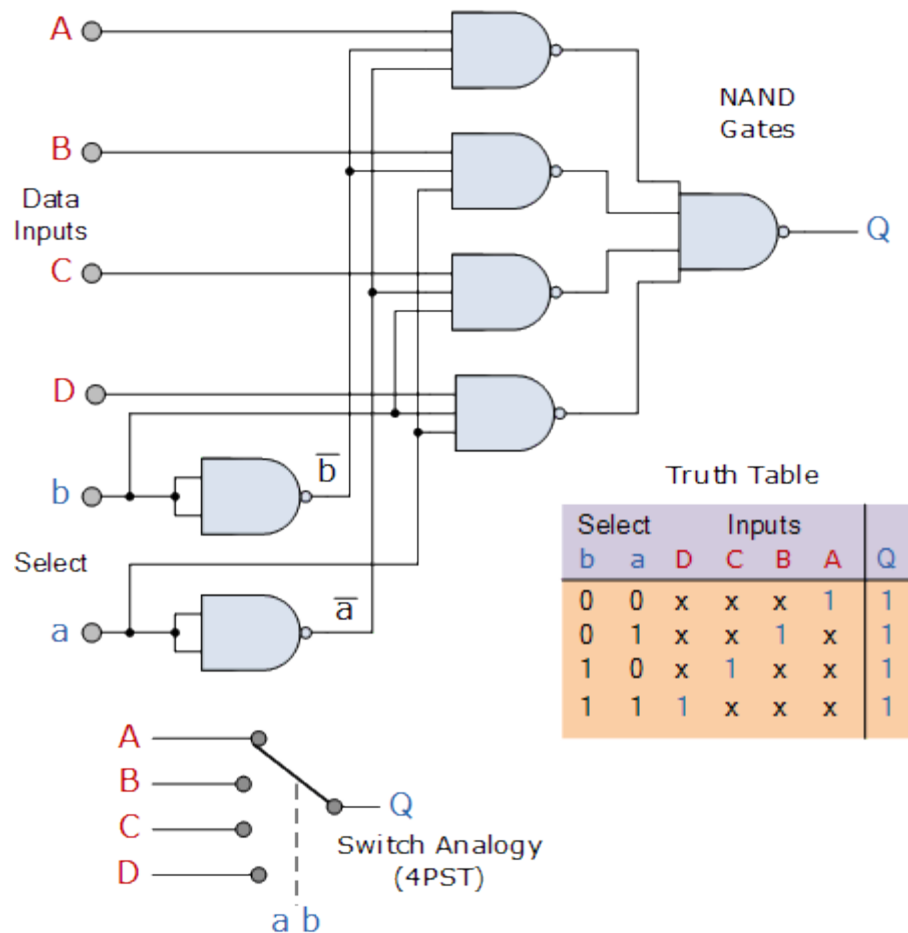 A
NAND
Gates
B
Data
Inputs
Q
C
D
b̅
b
Truth Table
Select Inputs
b a D C B A Q
Select
a̅
a
0 0 x x x 1 1
0 1 x x 1 x 1
1 0 x 1 x x 1
1 1 1 x x x 1
A
B
Q
C
Switch Analogy
(4PST)
D
a b